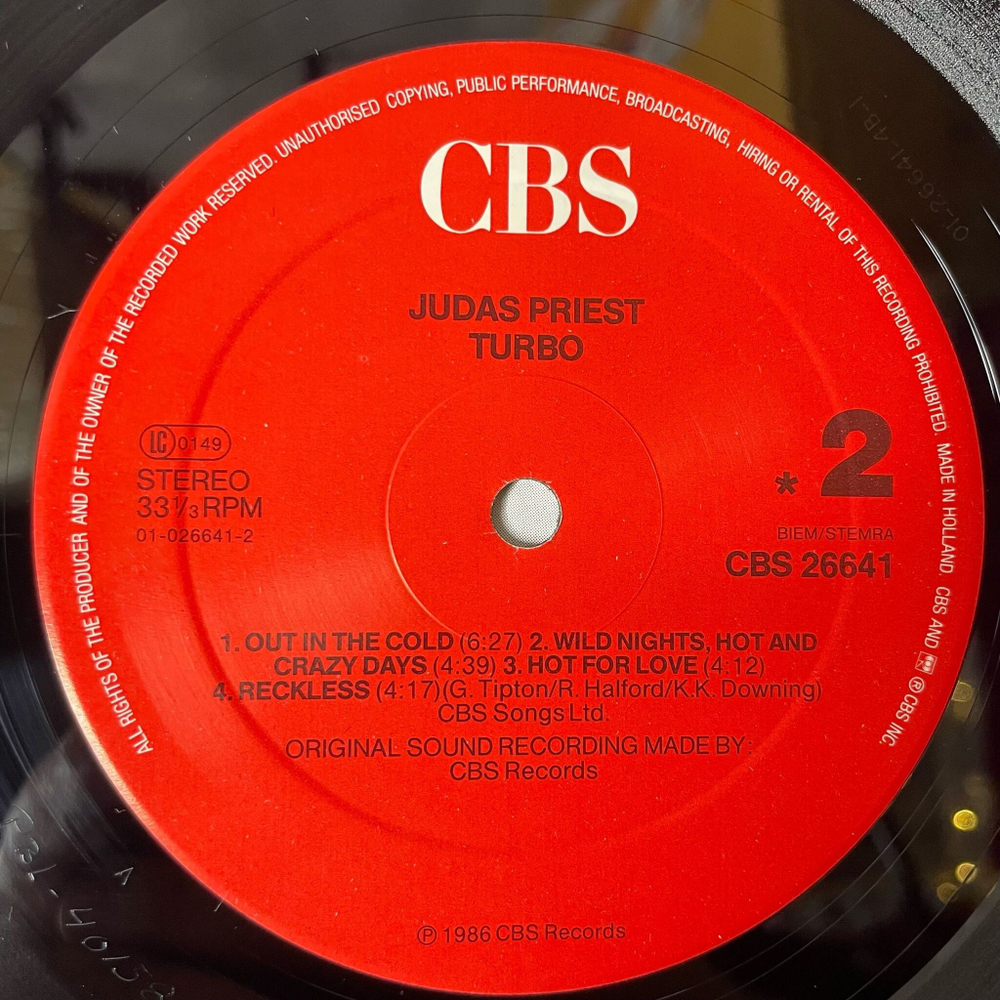 ALL RIGHTS OF THE PRODUCER AND OF THE OWNER OF THE RECORDED WORK RESERVED. UNAUTHORISED COPYING, PUBLIC PERFORMANCE, BROADCASTING, HIRING OR RENTAL OF THIS RECORDING PROHIBITED. MADE IN HOLLAND. CBS AND ℗ CBS INC.
CBS
JUDAS PRIEST
TURBO
LC 0149
STEREO
33⅓ RPM
01-026641-2
* 2
BIEM/STEMRA
CBS 26641
1. OUT IN THE COLD (6:27) 2. WILD NIGHTS, HOT AND
CRAZY DAYS (4:39) 3. HOT FOR LOVE (4:12)
4. RECKLESS (4:17)(G. Tipton/R. Halford/K.K. Downing)
CBS Songs Ltd.
ORIGINAL SOUND RECORDING MADE BY:
CBS Records
℗ 1986 CBS Records